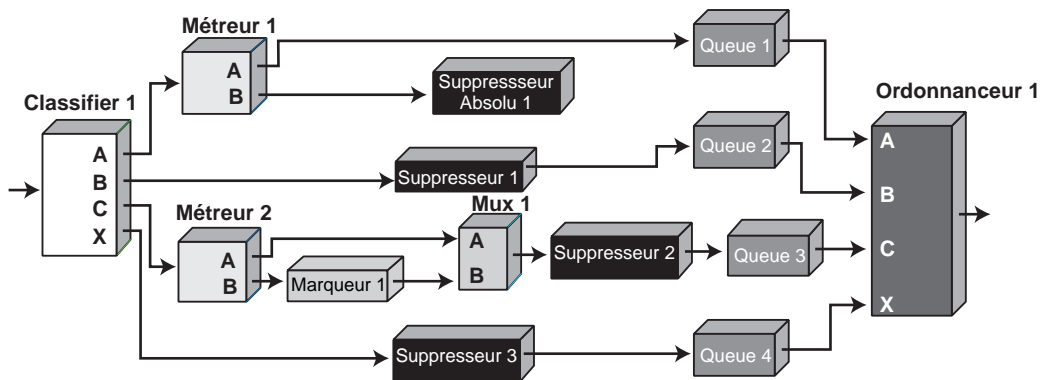 Métreur 1
A
B
Queue 1
Suppressseur
Absolu 1
Classifier 1
A
B
C
X
Ordonnanceur 1
A
B
C
X
Queue 2
Suppresseur 1
Métreur 2
A
B
Mux 1
A
B
Marqueur 1
Suppresseur 2
Queue 3
Suppresseur 3
Queue 4